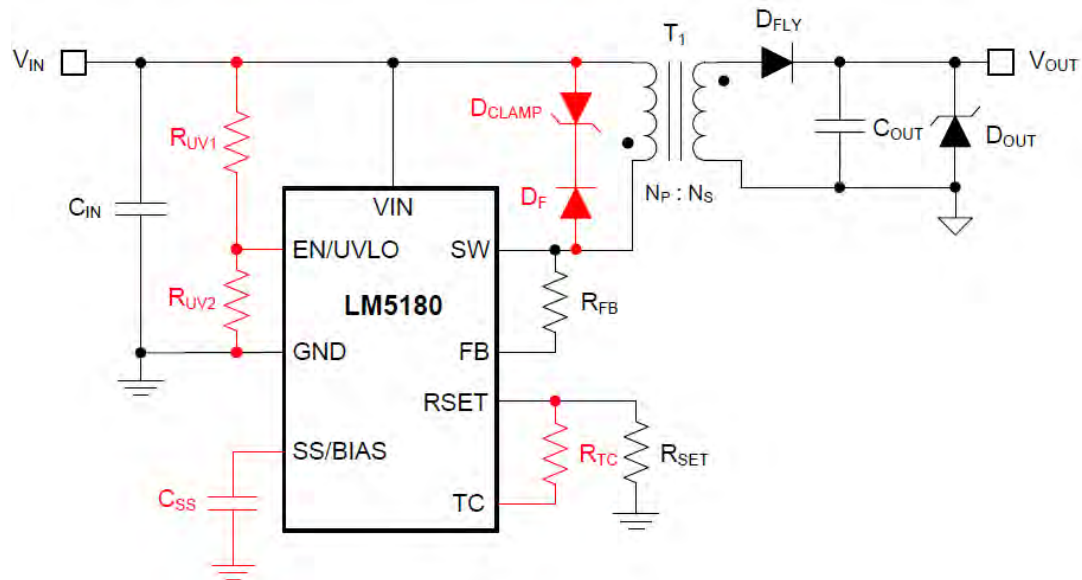 T1
DFLY
VIN
VOUT
DCLAMP
RUV1
COUT
DOUT
CIN
VIN
DF
NP : NS
EN/UVLO
SW
RUV2
LM5180
RFB
GND
FB
RSET
SS/BIAS
RTC
RSET
CSS
TC